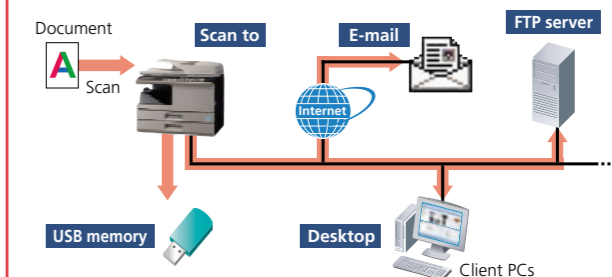 Document
A
Scan
Scan to
E-mail
FTP server
Internet
USB memory
Desktop
Client PCs